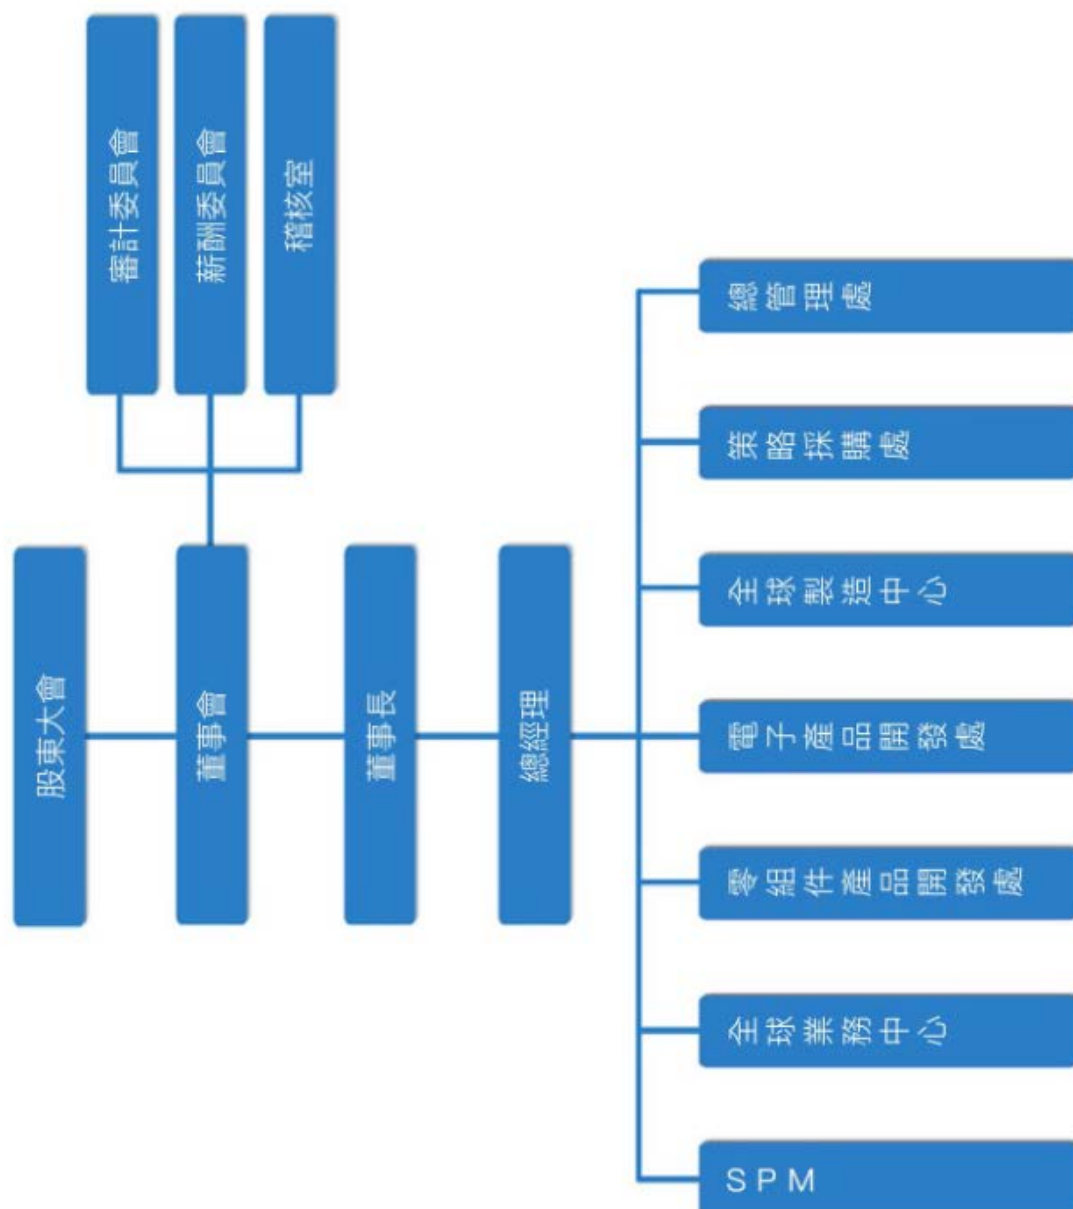 股東大會
董事會
審計委員會
薪酬委員會
稽核室
董事長
總經理
SPM
全球業務中心
零組件產品開發處
電子產品開發處
全球製造中心
策略採購處
總管理處